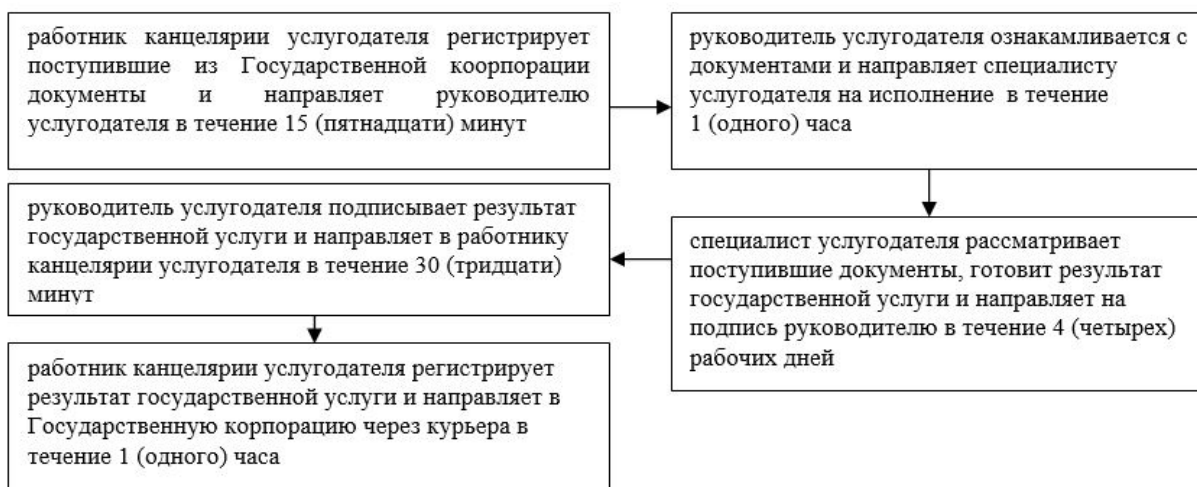 работник канцелярии услугодателя регистрирует
поступившие из Государственной коорпорации
документы и направляет руководителю
услугодателя в течение 15 (пятнадцати) минут
руководитель услугодателя ознакамливается с
документами и направляет специалисту
услугодателя на исполнение в течение
1 (одного) часа
специалист услугодателя рассматривает
поступившие документы, готовит результат
государственной услуги и направляет на
подпись руководителю в течение 4 (четырех)
рабочих дней
руководитель услугодателя подписывает результат
государственной услуги и направляет в работнику
канцелярии услугодателя в течение 30 (тридцати)
минут
работник канцелярии услугодателя регистрирует
результат государственной услуги и направляет в
Государственную корпорацию через курьера в
течение 1 (одного) часа